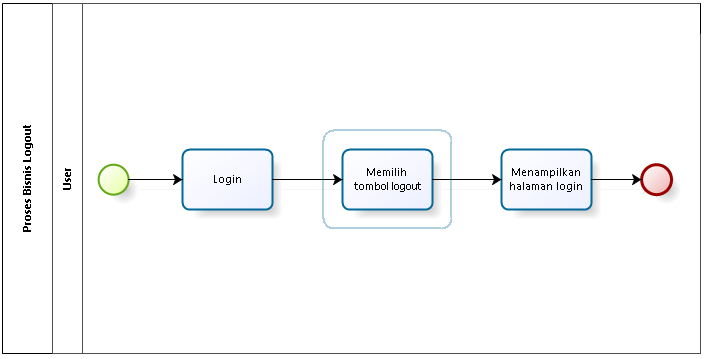 Proses Bisnis Logout
User
Login
Memilih
tombol logout
Menampilkan
halaman login